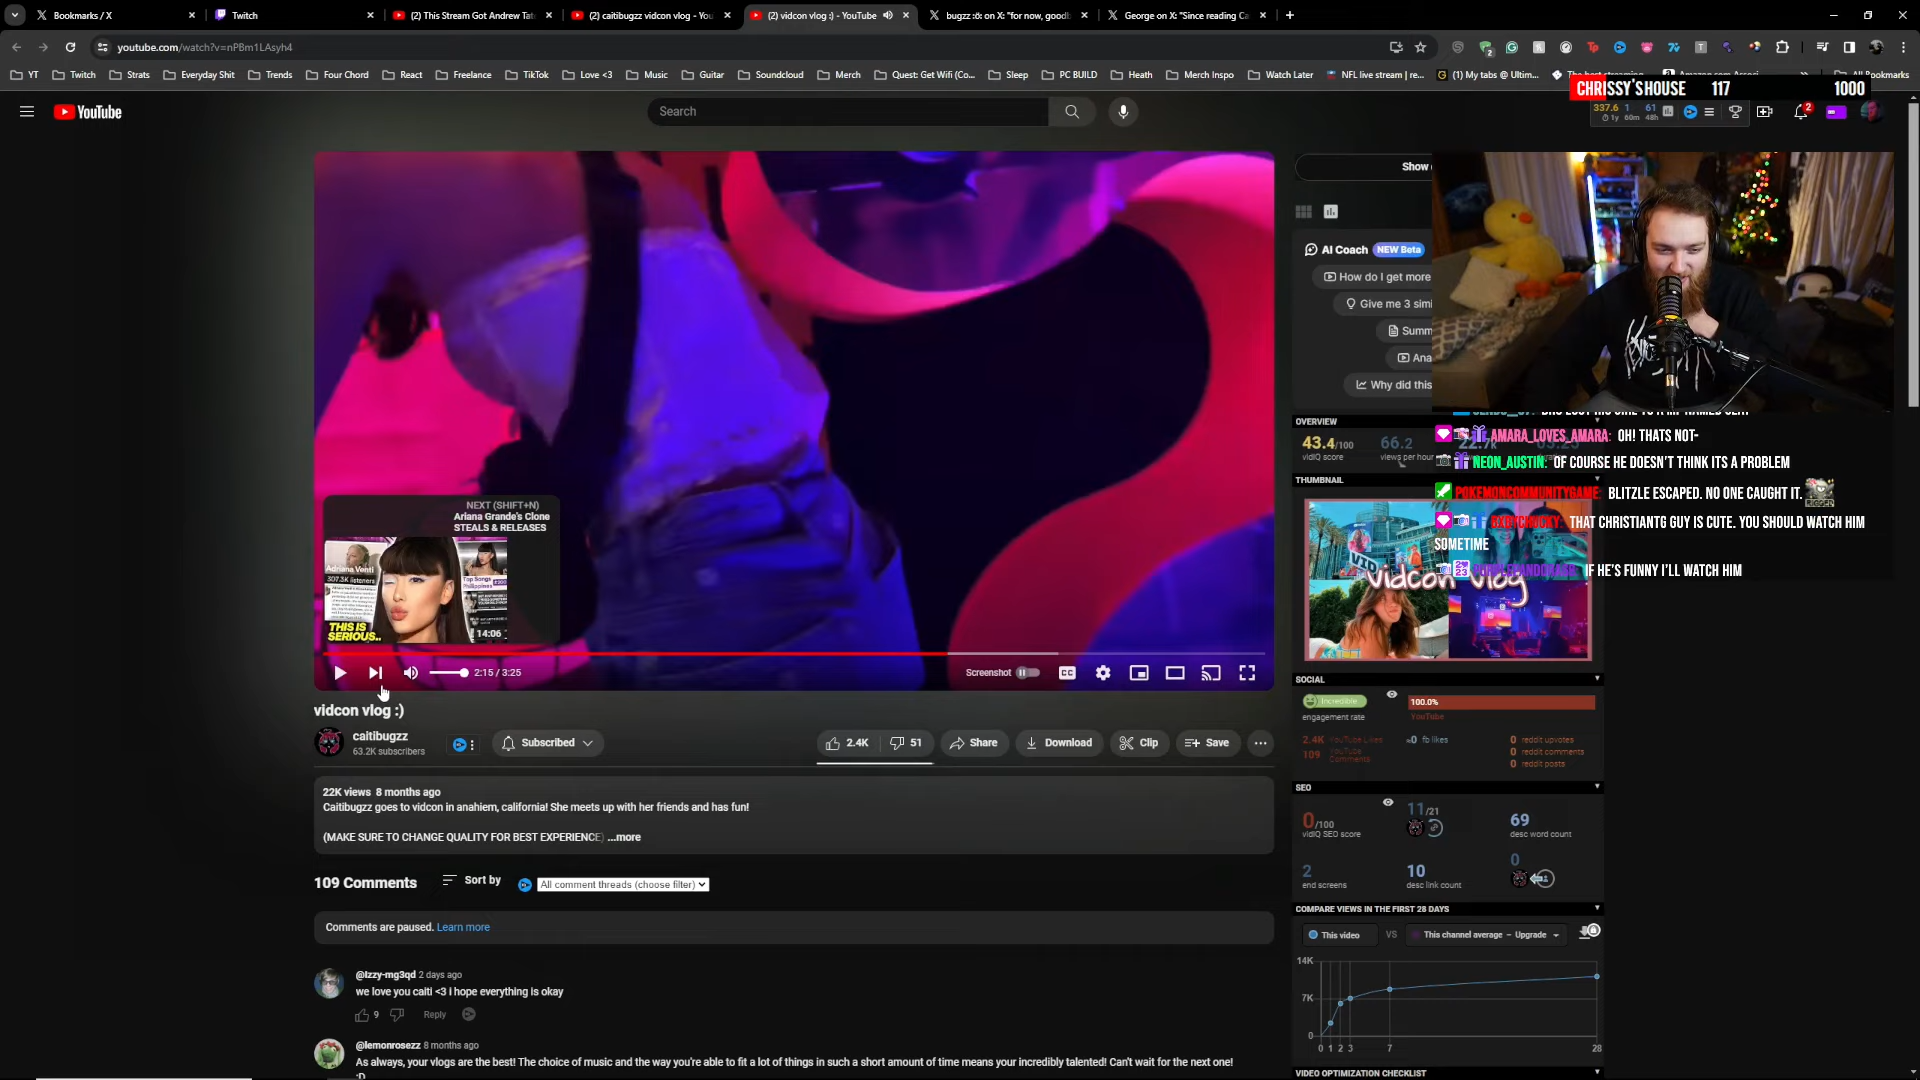 Bookmarks / X
Twitch
(2) This Stream Got Andrew Tate
(2) caitibugzz vidcon vlog - You
(2) vidcon vlog :) - YouTube
George on X: "Since reading Ca
youtube.com/watch?v=nPBm1LAsyh4
YT
Twitch
Strats
Everyday Shit
Trends
Four Chord
React
Freelance
TikTok
Love <3
Music
Guitar
Soundcloud
Merch
Quest: Get Wifi (Co...
Sleep
PC BUILD
Heath
Merch Inspo
Watch Later
NFL live stream | re...
(1) My tabs @ Ultim...
All Bookmarks
CHRISSY'SHOUSE 117 1000
YouTube
Search
337.6 1 61
1y 60m 48h
2
Show
AI Coach NEW Beta
How do I get more
Give me 3 simi
Summ
Ana
Why did this
OVERVIEW
43.4/100
vidIQ score
66.2
views per hour
THUMBNAIL
vidcon vlog
AMARA_LOVES_AMARA: OH! THATS NOT-
NEON_AUSTIN: OF COURSE HE DOESN'T THINK ITS A PROBLEM
POKEMONCOMMUNITYGAME: BLITZLE ESCAPED. NO ONE CAUGHT IT.
THAT CHRISTIANTG GUY IS CUTE. YOU SHOULD WATCH HIM
SOMETIME
IF HE'S FUNNY I'LL WATCH HIM
NEXT (SHIFT+N)
Ariana Grande's Clone
STEALS & RELEASES
Adriana Venti
307.3K listeners
Top Songs
Philippines
THIS IS
SERIOUS..
14:06
2:15 / 3:25
Screenshot
CC
vidcon vlog :)
caitibugzz
63.2K subscribers
Subscribed
2.4K
51
Share
Download
Clip
Save
22K views 8 months ago
Caitibugzz goes to vidcon in anahiem, california! She meets up with her friends and has fun!
(MAKE SURE TO CHANGE QUALITY FOR BEST EXPERIENCE) ...more
109 Comments
Sort by
All comment threads (choose filter)
Comments are paused. Learn more
@Izzy-mg3qd 2 days ago
we love you caiti <3 i hope everything is okay
9
Reply
@lemonrosezz 8 months ago
As always, your vlogs are the best! The choice of music and the way you're able to fit a lot of things in such a short amount of time means your incredibly talented! Can't wait for the next one!
:D
SOCIAL
Incredible
engagement rate
100.0%
YouTube
2.4K YouTube Likes
109 YouTube Comments
0 fb likes
0 reddit upvotes
0 reddit comments
0 reddit posts
SEO
0/100
vidIQ SEO score
11/21
69
desc word count
2
end screens
10
desc link count
0
COMPARE VIEWS IN THE FIRST 28 DAYS
This video
VS
This channel average – Upgrade
14K
7K
0
0 1 2 3 7 28
VIDEO OPTIMIZATION CHECKLIST